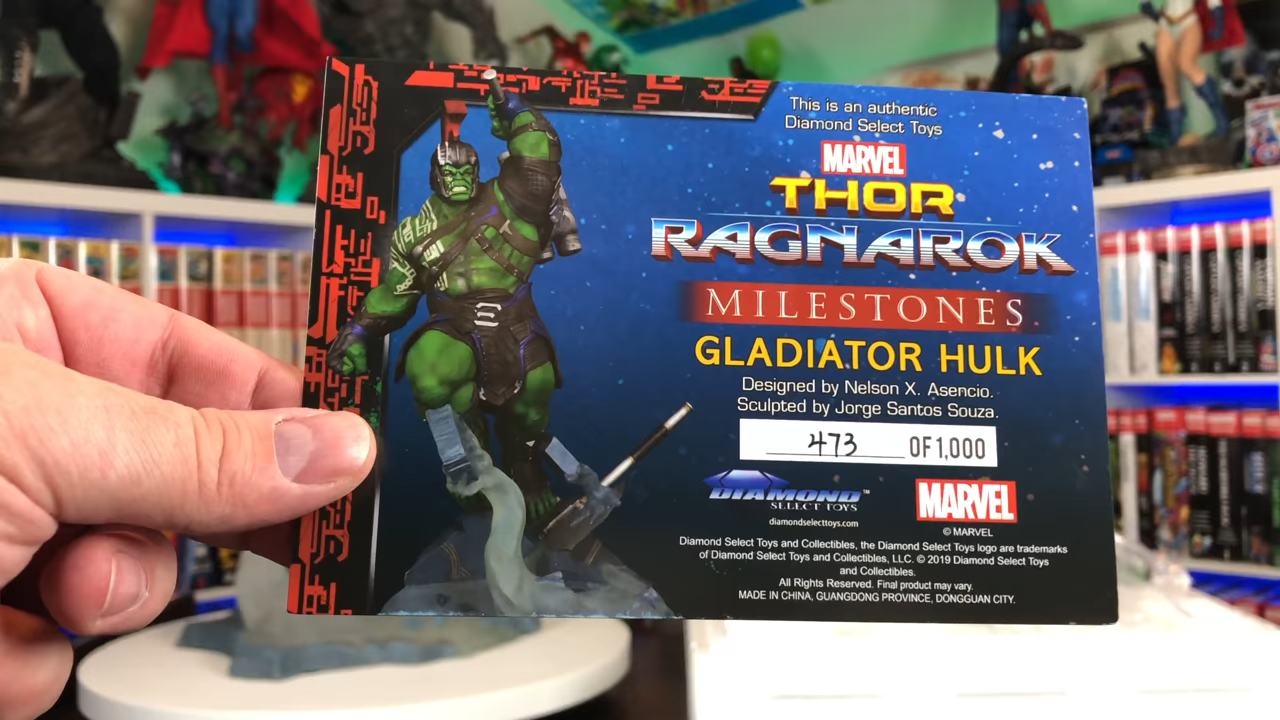 This is an authentic
Diamond Select Toys
MARVEL
THOR
RAGNAROK
MILESTONES
GLADIATOR HULK
Designed by Nelson X. Asencio.
Sculpted by Jorge Santos Souza.
473 OF 1,000
DIAMOND™
SELECT TOYS
MARVEL
diamondselecttoys.com
© MARVEL
Diamond Select Toys and Collectibles, the Diamond Select Toys logo are trademarks
of Diamond Select Toys and Collectibles, LLC. © 2019 Diamond Select Toys
and Collectibles.
All Rights Reserved. Final product may vary.
MADE IN CHINA, GUANGDONG PROVINCE, DONGGUAN CITY.